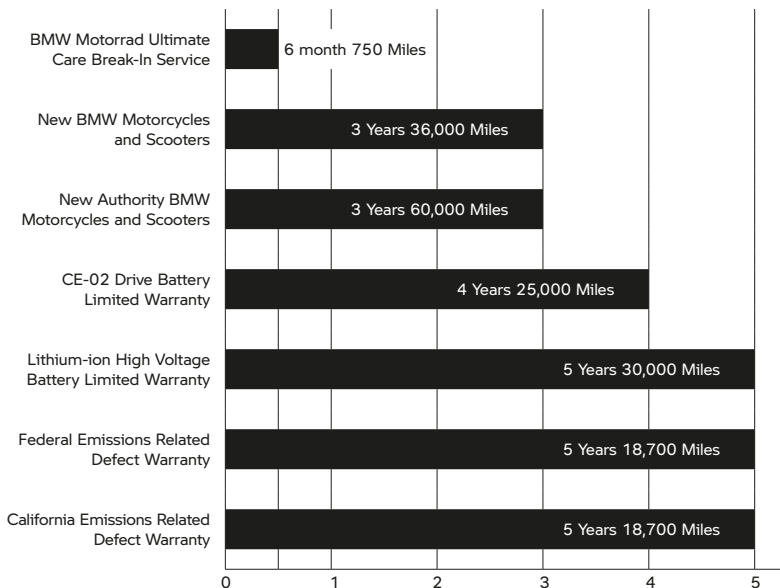 BMW Motorrad Ultimate
Care Break-In Service
6 month 750 Miles
New BMW Motorcycles
and Scooters
3 Years 36,000 Miles
New Authority BMW
Motorcycles and Scooters
3 Years 60,000 Miles
CE-02 Drive Battery
Limited Warranty
4 Years 25,000 Miles
Lithium-ion High Voltage
Battery Limited Warranty
5 Years 30,000 Miles
Federal Emissions Related
Defect Warranty
5 Years 18,700 Miles
California Emissions Related
Defect Warranty
5 Years 18,700 Miles
0 1 2 3 4 5